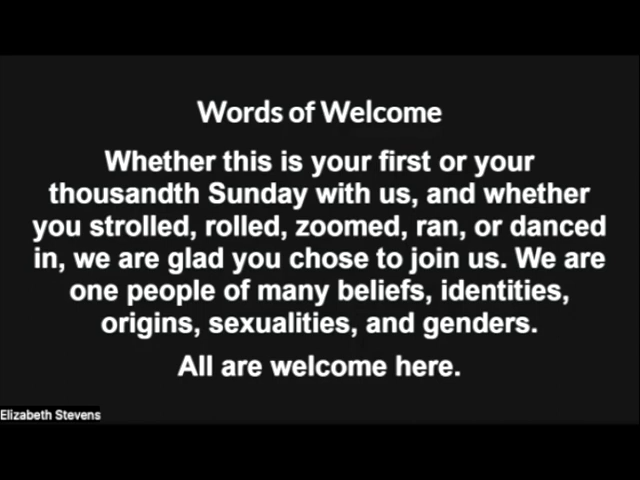 Words of Welcome
Whether this is your first or your
thousandth Sunday with us, and whether
you strolled, rolled, zoomed, ran, or danced
in, we are glad you chose to join us. We are
one people of many beliefs, identities,
origins, sexualities, and genders.
All are welcome here.
Elizabeth Stevens